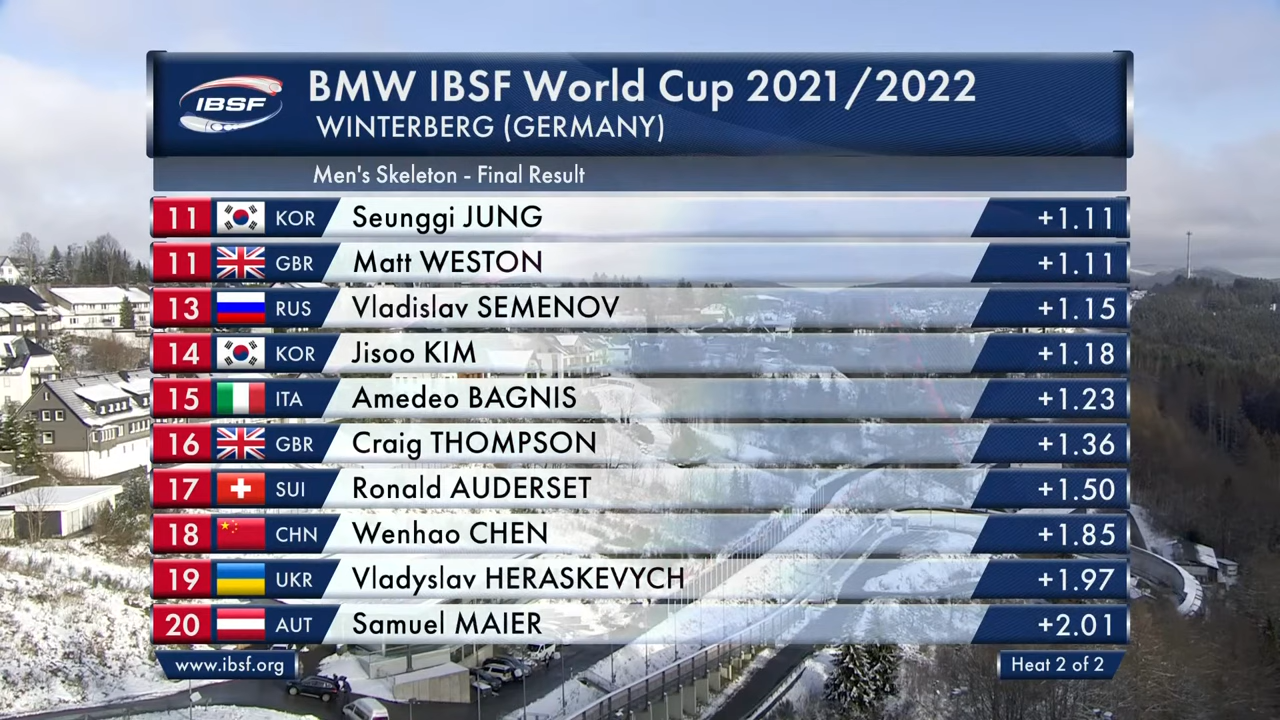 IBSF
BMW IBSF World Cup 2021/2022
WINTERBERG (GERMANY)
Men's Skeleton - Final Result
11 KOR Seunggi JUNG +1.11
11 GBR Matt WESTON +1.11
13 RUS Vladislav SEMENOV +1.15
14 KOR Jisoo KIM +1.18
15 ITA Amedeo BAGNIS +1.23
16 GBR Craig THOMPSON +1.36
17 SUI Ronald AUDERSET +1.50
18 CHN Wenhao CHEN +1.85
19 UKR Vladyslav HERASKEVYCH +1.97
20 AUT Samuel MAIER +2.01
www.ibsf.org Heat 2 of 2